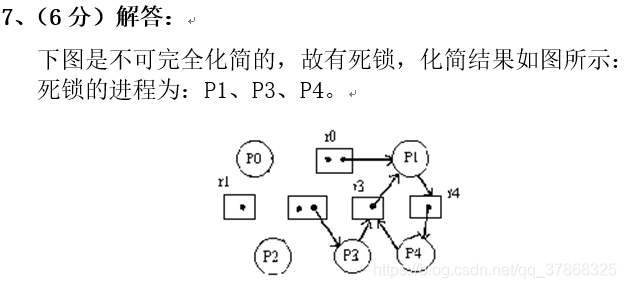 7、（6分）解答：
下图是不可完全化简的，故有死锁，化简结果如图所示：
死锁的进程为：P1、P3、P4。
r0
P0
P1
r1
r3
r4
P2
P3
P4
https://blog.csdn.net/qq_37868325